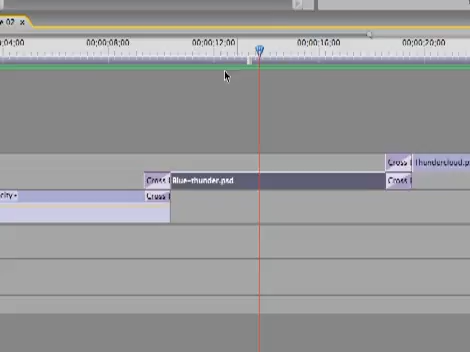 e 02 x
;04;00
00;00;08;00
00;00;12;00
00;00;16;00
00;00;20;00
Cross
Thundercloud.p
Cross
Blue-thunder.psd
Cross
city
Cross